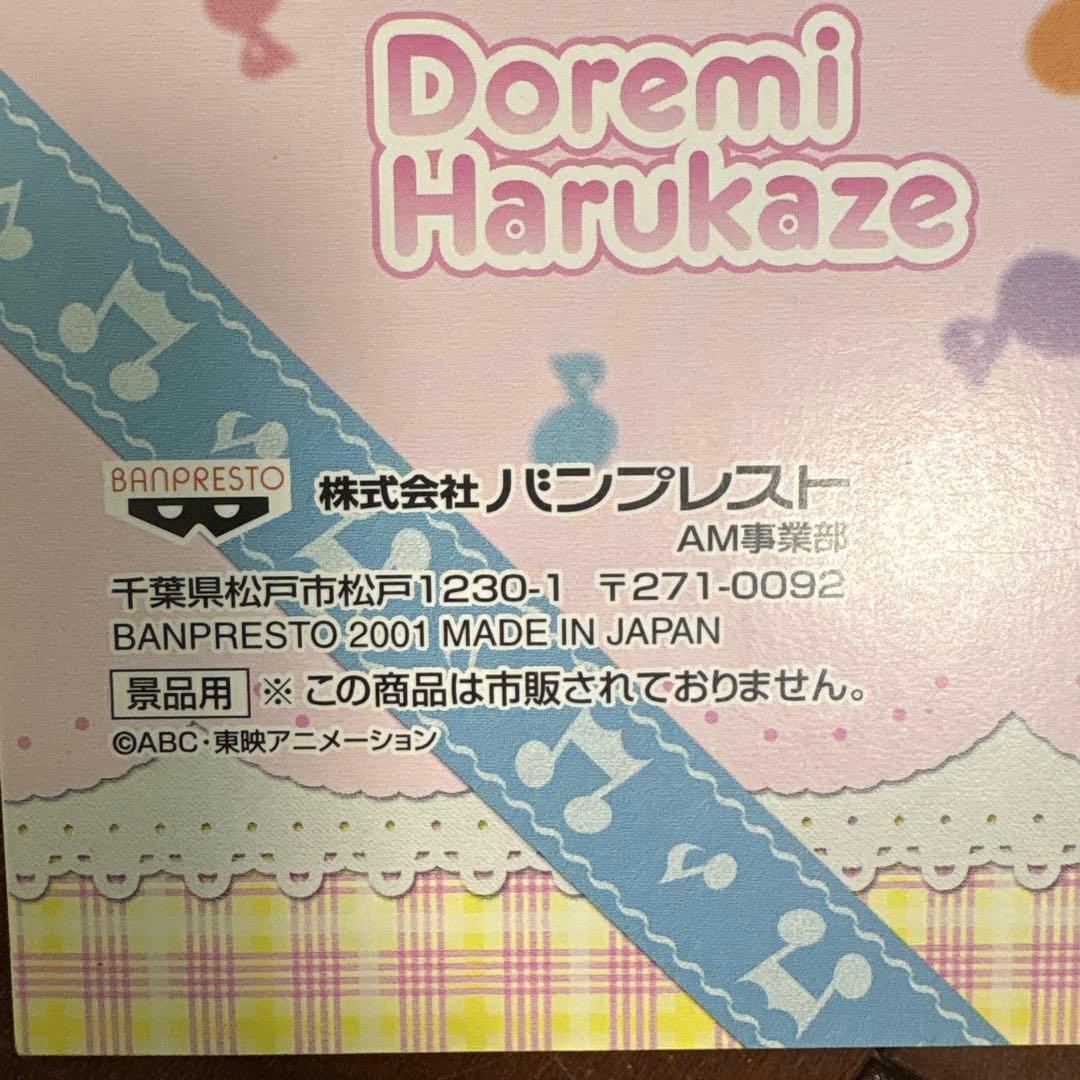 Doremi
Harukaze
BANPRESTO 株式会社 バンプレスト
AM事業部
千葉県松戸市松戸1230-1 〒271-0092
BANPRESTO 2001 MADE IN JAPAN
景品用 ※この商品は市販されておりません。
©ABC・東映アニメーション